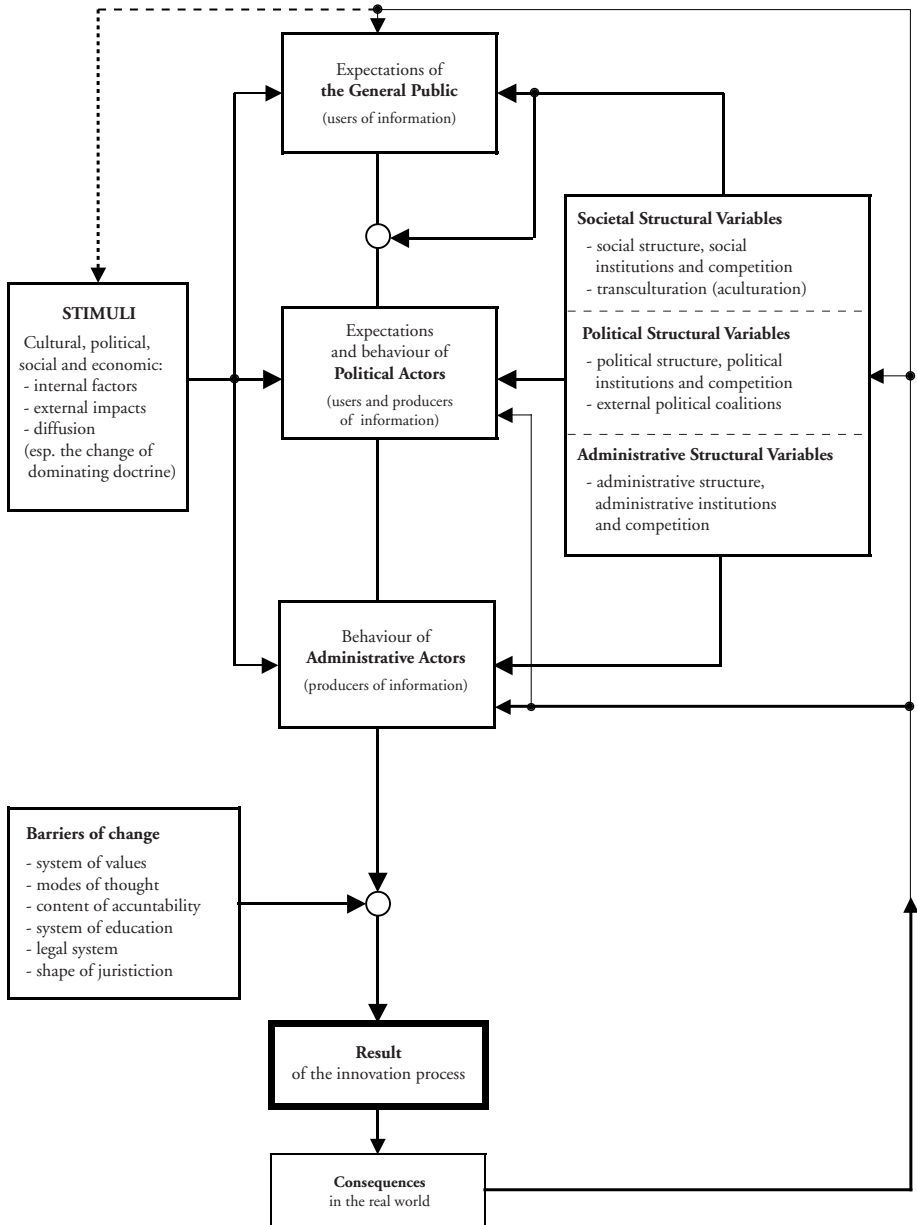 Expectations of
the General Public
(users of information)
Societal Structural Variables
- social structure, social
institutions and competition
- transculturation (aculturation)
STIMULI
Cultural, political,
social and economic:
- internal factors
- external impacts
- diffusion
(esp. the change of
dominating doctrine)
Expectations
and behaviour of
Political Actors
(users and producers
of information)
Political Structural Variables
- political structure, political
institutions and competition
- external political coalitions
Administrative Structural Variables
- administrative structure,
administrative institutions
and competition
Behaviour of
Administrative Actors
(producers of information)
Barriers of change
- system of values
- modes of thought
- content of accuntability
- system of education
- legal system
- shape of juristiction
Result
of the innovation process
Consequences
in the real world